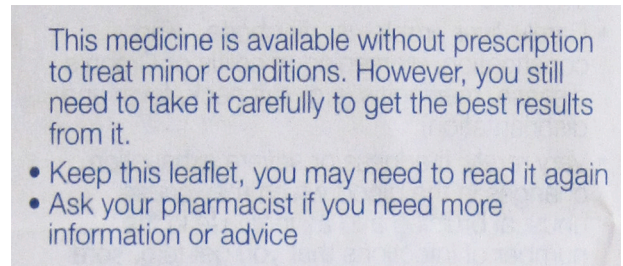 This medicine is available without prescription
to treat minor conditions. However, you still
need to take it carefully to get the best results
from it.
• Keep this leaflet, you may need to read it again
• Ask your pharmacist if you need more
information or advice